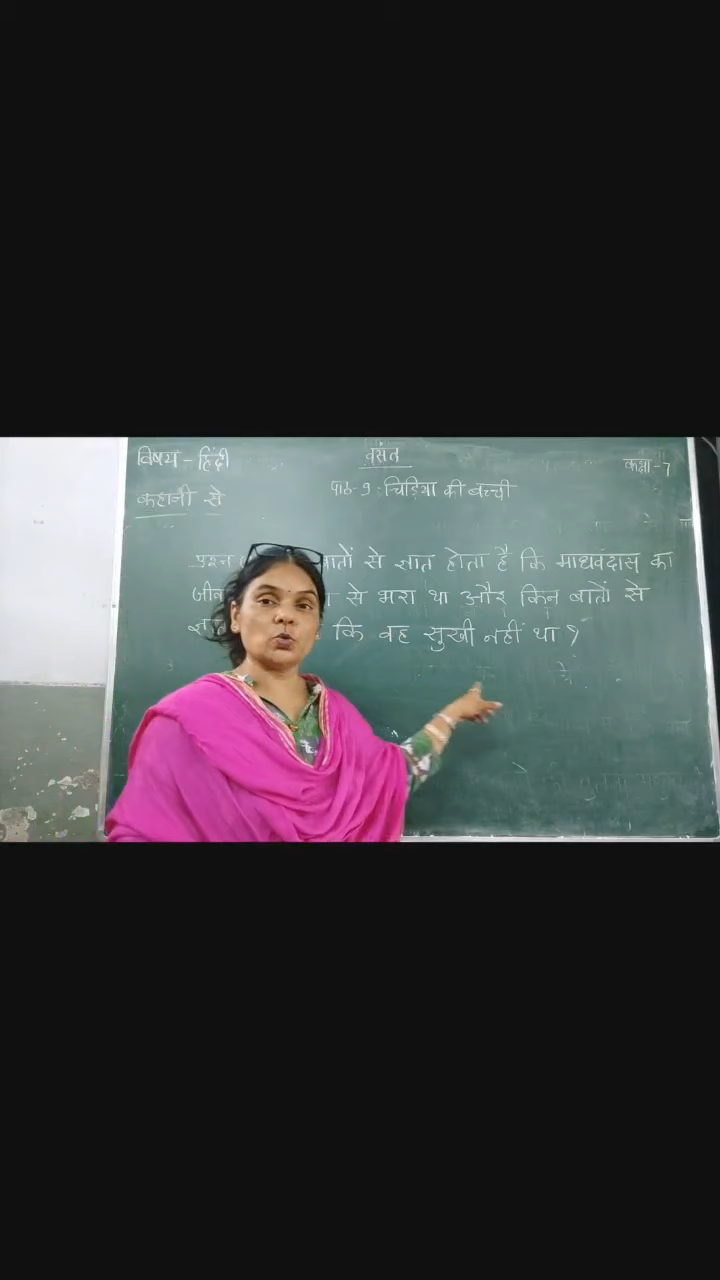 विषय - हिंदी
वसंत
कक्षा - 7
कहानी से
पाठ - 9 : चिड़िया की बच्ची
प्रश्न बातों से ज्ञात होता है कि माधवदास का
से भरा था और किन बातों से
कि वह सुखी नहीं था ?